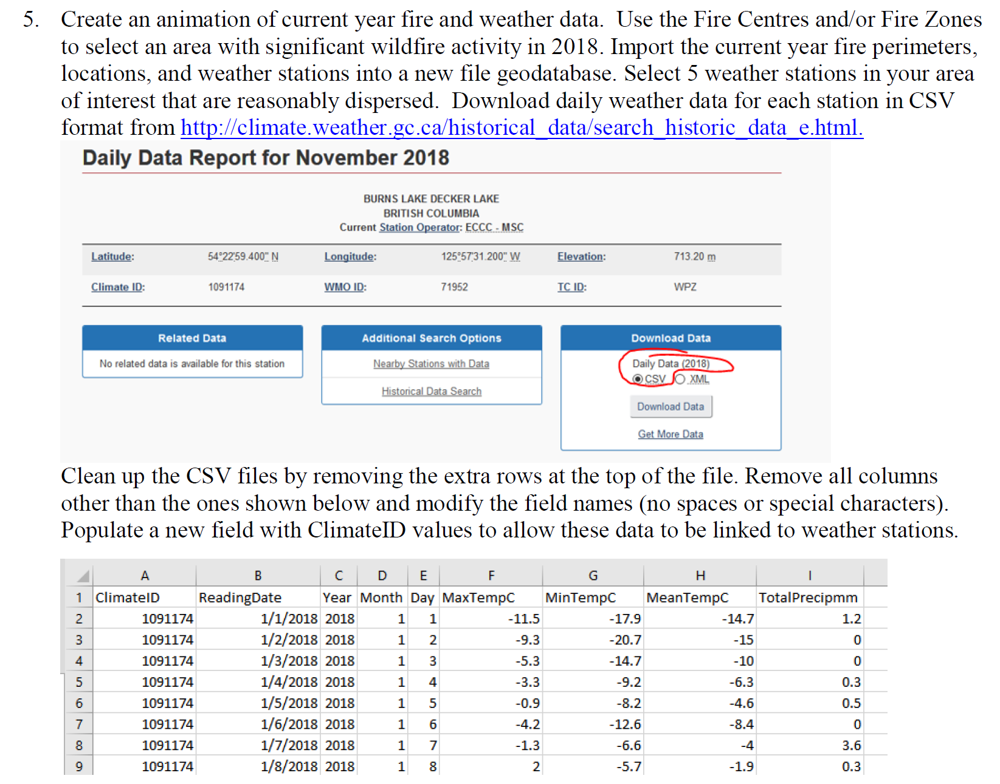 5. Create an animation of current year fire and weather data.  Use the Fire Centres and/or Fire Zones
to select an area with significant wildfire activity in 2018. Import the current year fire perimeters,
locations, and weather stations into a new file geodatabase. Select 5 weather stations in your area
of interest that are reasonably dispersed.  Download daily weather data for each station in CSV
format from http://climate.weather.gc.ca/historical_data/search_historic_data_e.html.
Daily Data Report for November 2018
BURNS LAKE DECKER LAKE
BRITISH COLUMBIA
Current Station Operator: ECCC - MSC
Latitude: 54°22'59.400" N Longitude: 125°57'31.200" W Elevation: 713.20 m
Climate ID: 1091174 WMO ID: 71952 TC ID: WPZ
Related Data Additional Search Options Download Data
No related data is available for this station Nearby Stations with Data Daily Data (2018)
CSV XML
Historical Data Search
Download Data
Get More Data
Clean up the CSV files by removing the extra rows at the top of the file. Remove all columns
other than the ones shown below and modify the field names (no spaces or special characters).
Populate a new field with ClimateID values to allow these data to be linked to weather stations.
A B C D E F G H I
1 ClimateID ReadingDate Year Month Day MaxTempC MinTempC MeanTempC TotalPrecipmm
2 1091174 1/1/2018 2018 1 1 -11.5 -17.9 -14.7 1.2
3 1091174 1/2/2018 2018 1 2 -9.3 -20.7 -15 0
4 1091174 1/3/2018 2018 1 3 -5.3 -14.7 -10 0
5 1091174 1/4/2018 2018 1 4 -3.3 -9.2 -6.3 0.3
6 1091174 1/5/2018 2018 1 5 -0.9 -8.2 -4.6 0.5
7 1091174 1/6/2018 2018 1 6 -4.2 -12.6 -8.4 0
8 1091174 1/7/2018 2018 1 7 -1.3 -6.6 -4 3.6
9 1091174 1/8/2018 2018 1 8 2 -5.7 -1.9 0.3